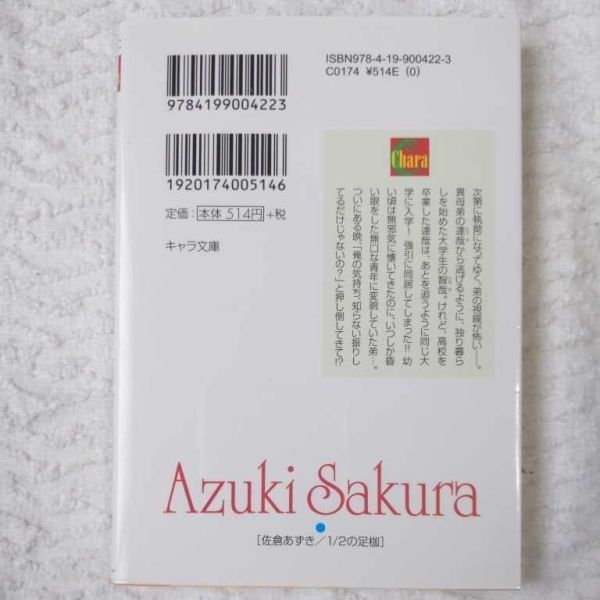 ISBN978-4-19-900422-3
C0174 ¥514E (0)
9784199004223
1920174005146
定価：本体 514円 +税
キャラ文庫
Chara
次第に執拗になってゆく、弟の視線が怖い――。
異母弟の達哉から逃げるように、独り暮ら
しを始めた大学生の智哉。けれど、高校を
卒業した達哉は、あとを追うように同じ大
学に入学！ 強引に同居してしまった!! 幼
い頃は無邪気に懐いてきたのに、いつしか昏
い眼をした無口な青年に変貌していた弟…。
ついにある晩、「俺の気持ち、知らない振りし
てるだけじゃないの？」と押し倒してきて!?
Azuki Sakura
［佐倉あずき／1/2の足枷］